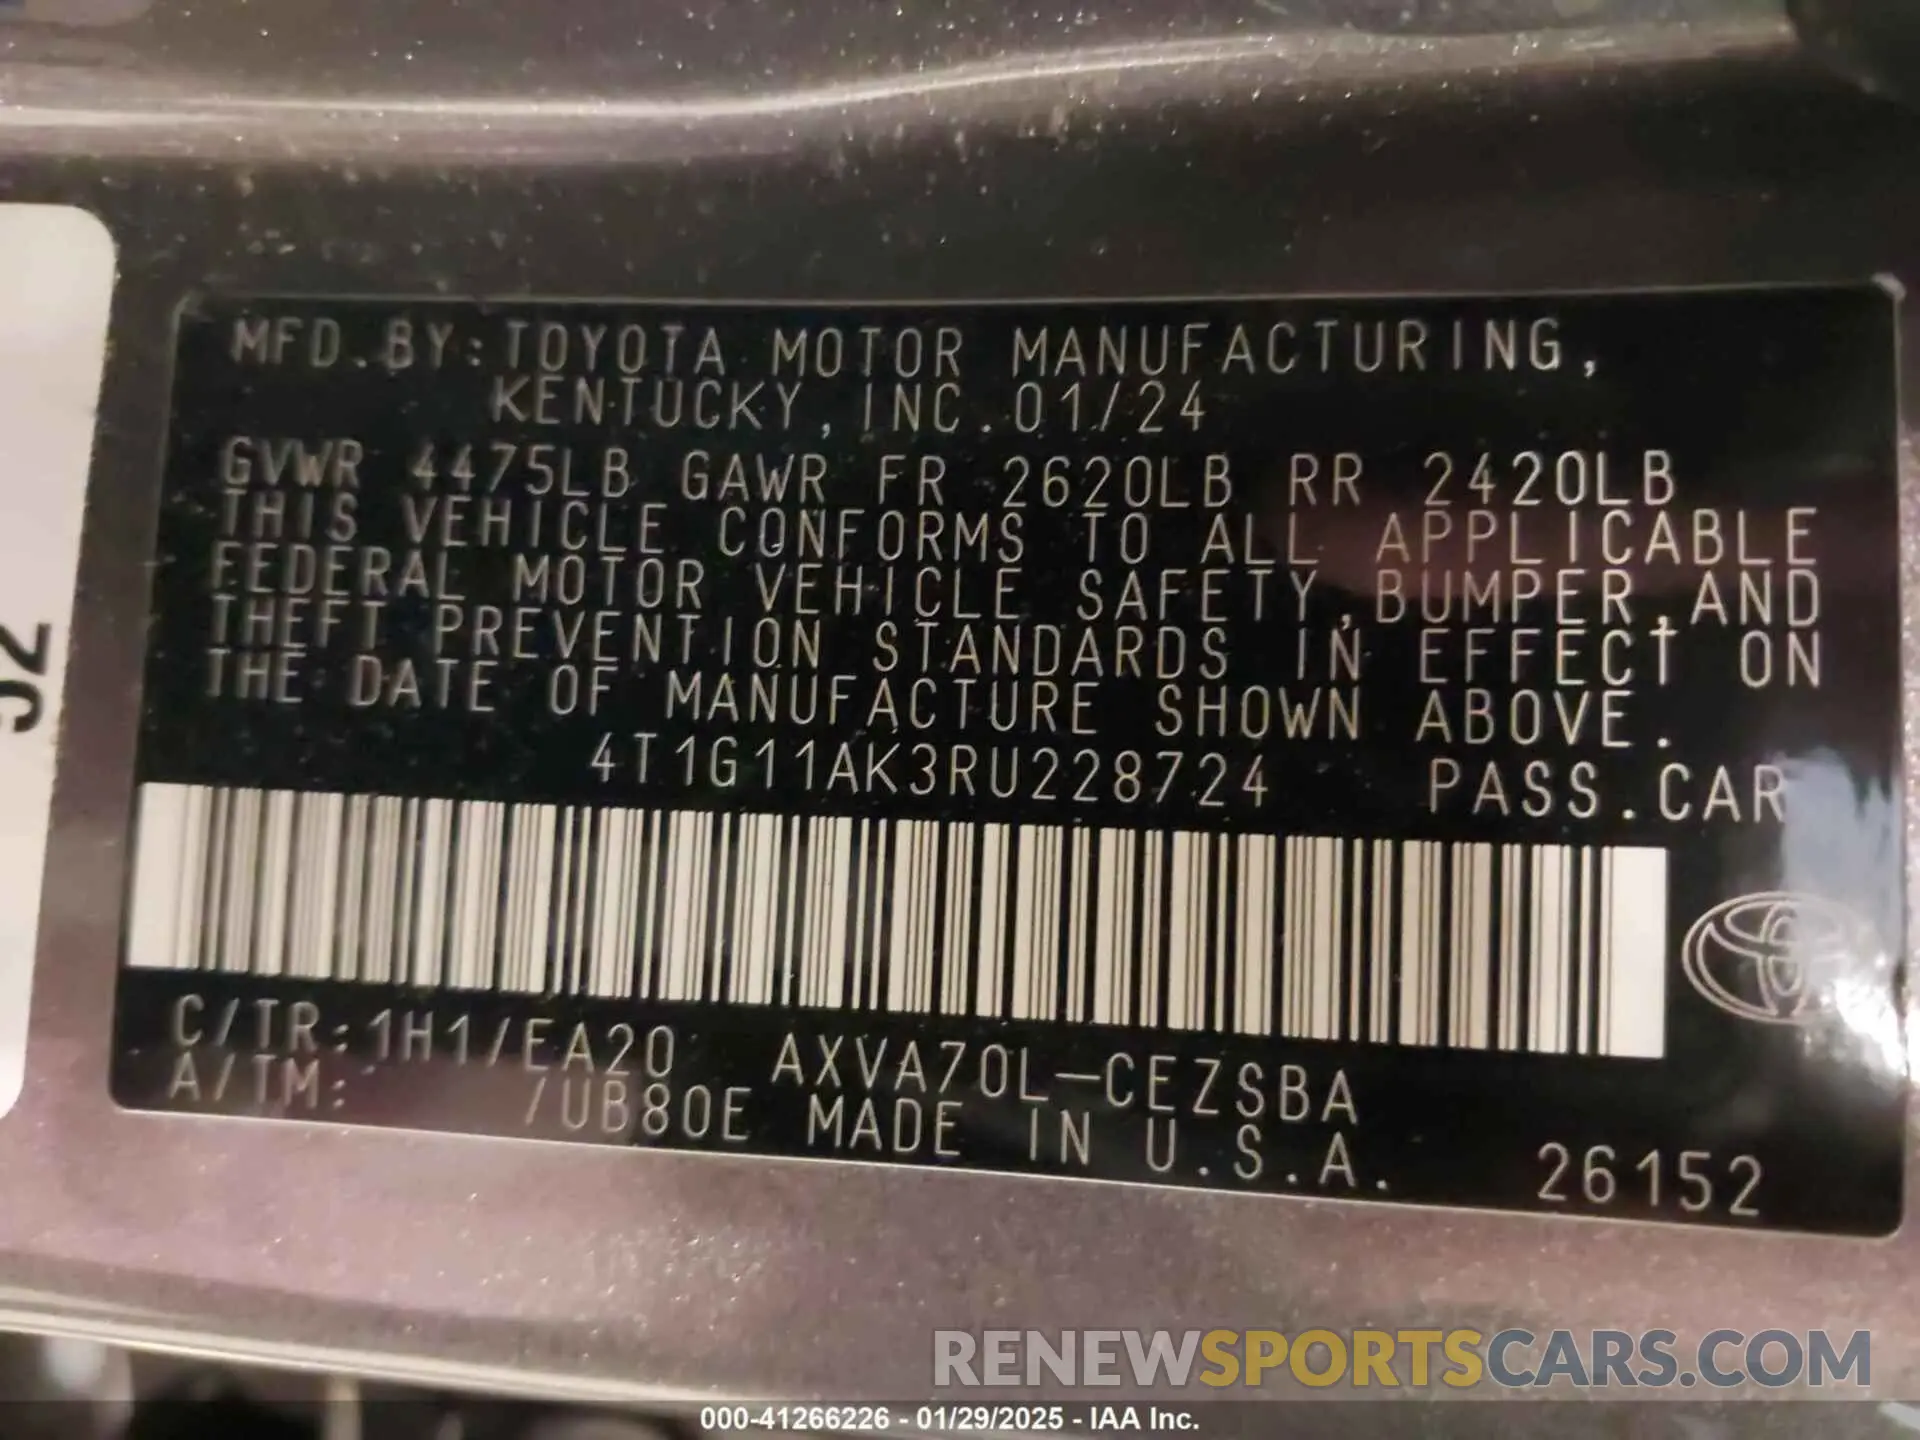 MFD.BY:TOYOTA MOTOR MANUFACTURING,
KENTUCKY,INC.01/24
GVWR 4475LB GAWR FR 2620LB RR 2420LB
THIS VEHICLE CONFORMS TO ALL APPLICABLE
FEDERAL MOTOR VEHICLE SAFETY,BUMPER,AND
THEFT PREVENTION STANDARDS IN EFFECT ON
THE DATE OF MANUFACTURE SHOWN ABOVE.
4T1G11AK3RU228724 PASS.CAR
C/TR:1H1/EA20 AXVA70L-CEZSBA
A/TM: /UB80E MADE IN U.S.A. 26152
52
RENEWSPORTSCARS.COM
000-41266226 - 01/29/2025 - IAA Inc.